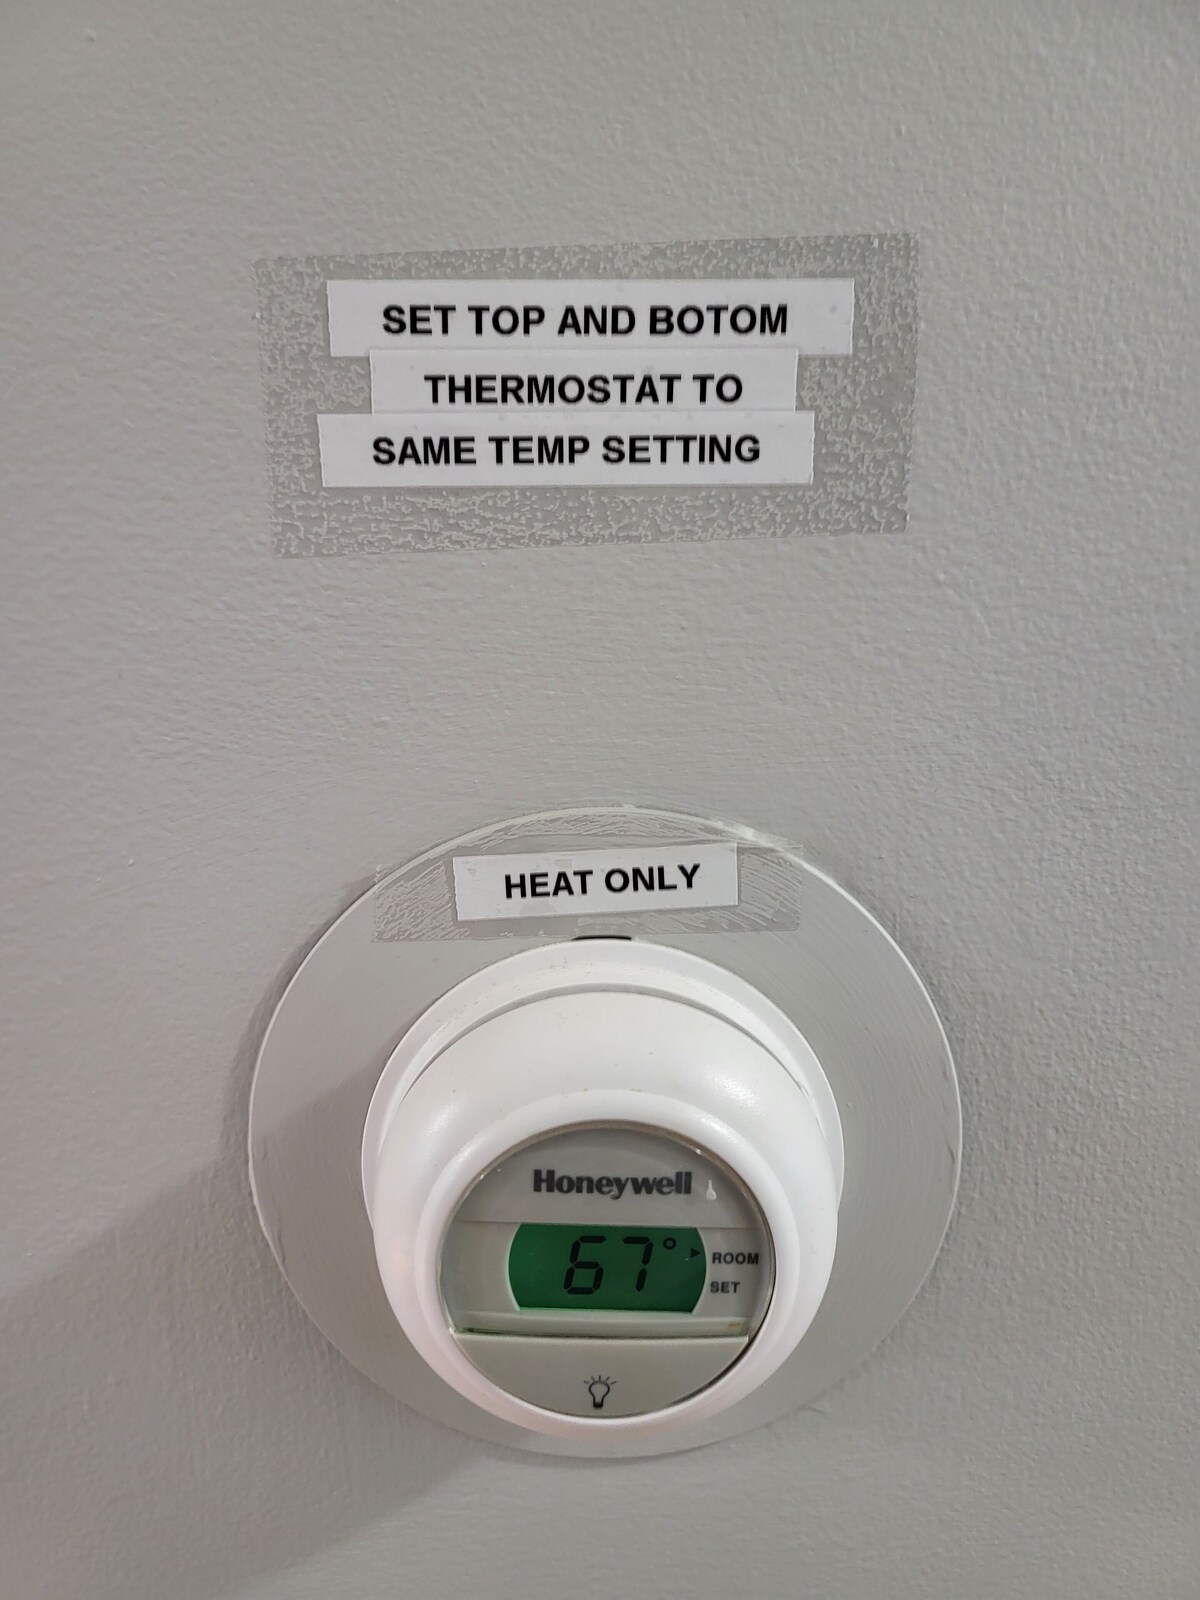 SET TOP AND BOTOM
THERMOSTAT TO
SAME TEMP SETTING
HEAT ONLY
Honeywell
67° ROOM
SET